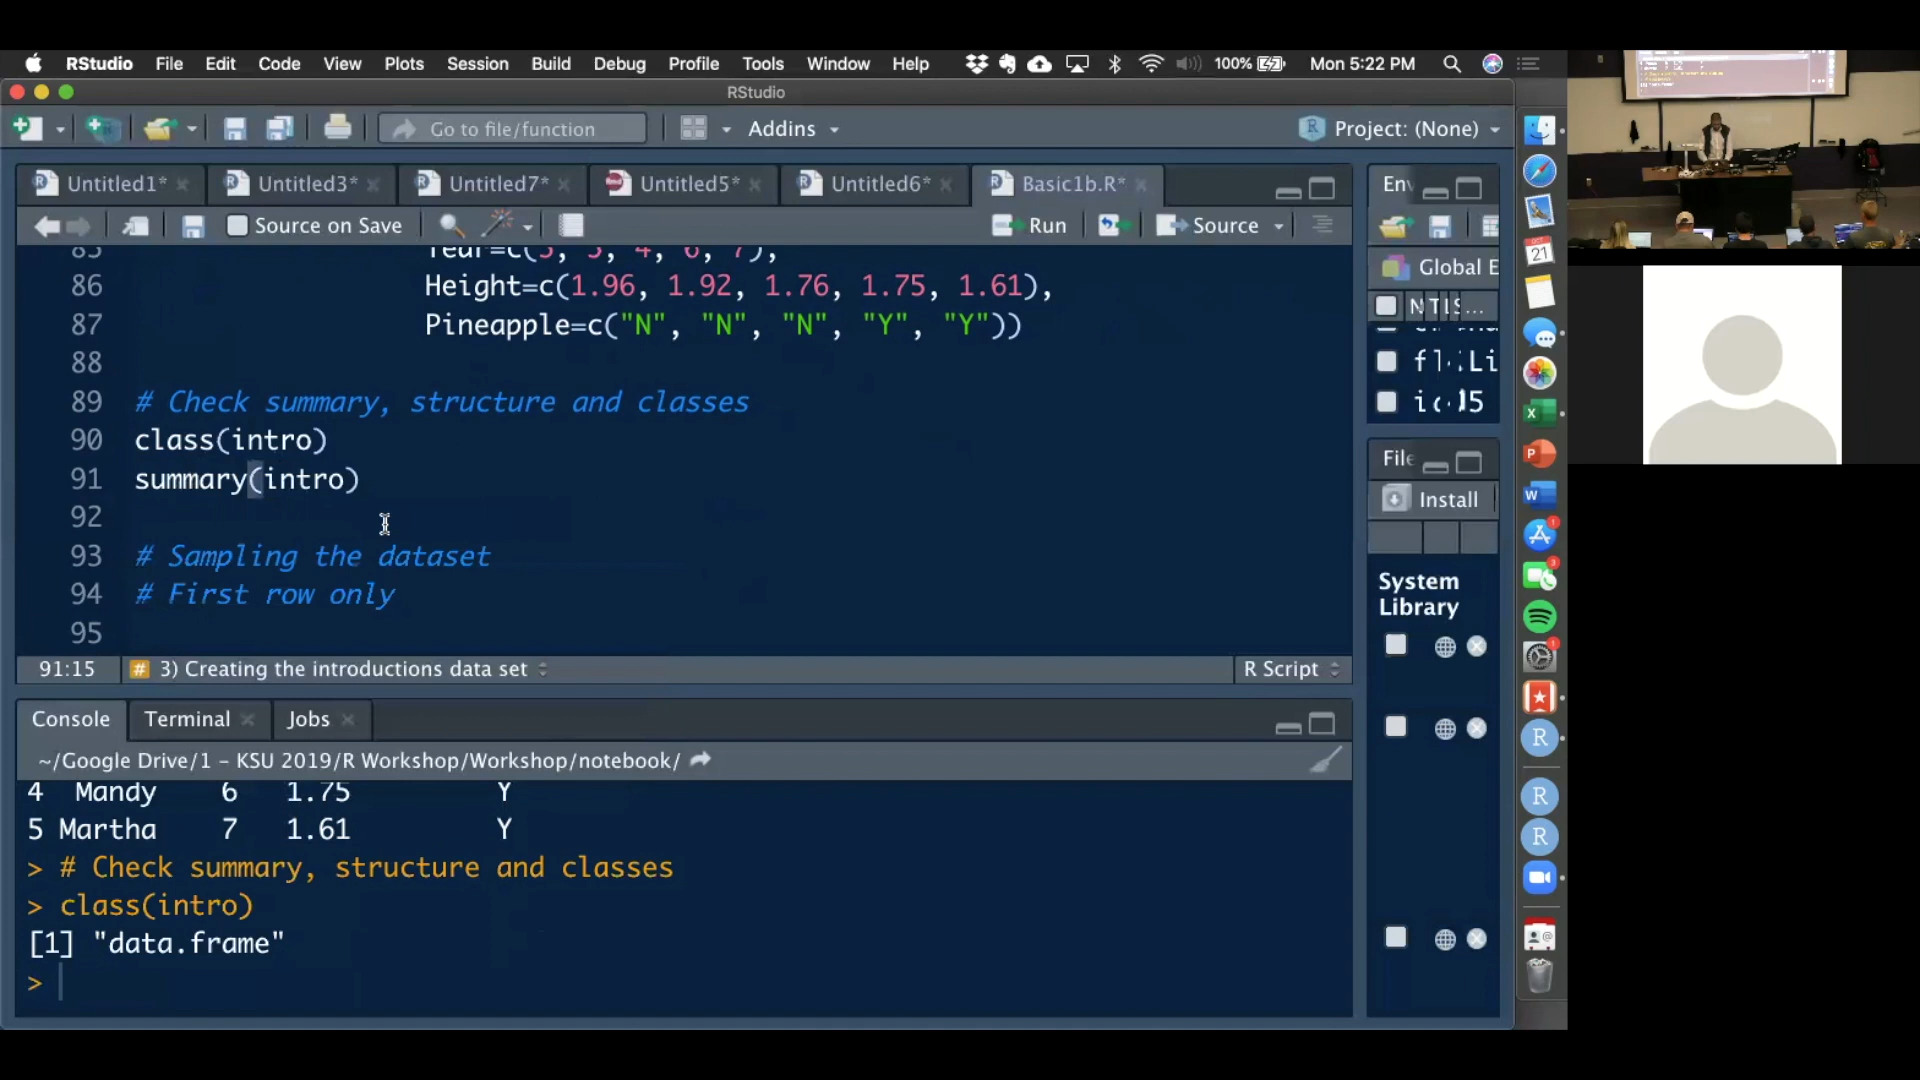 RStudio File Edit Code View Plots Session Build Debug Profile Tools Window Help 100% Mon 5:22 PM
RStudio
Go to file/function Addins Project: (None)
Untitled1* Untitled3* Untitled7* Untitled5* Untitled6* Basic1b.R*
Source on Save Run Source
86 Height=c(1.96, 1.92, 1.76, 1.75, 1.61),
87 Pineapple=c("N", "N", "N", "Y", "Y"))
88
89 # Check summary, structure and classes
90 class(intro)
91 summary(intro)
92
93 # Sampling the dataset
94 # First row only
95
91:15 # 3) Creating the introductions data set R Script
Console Terminal Jobs
~/Google Drive/1 - KSU 2019/R Workshop/Workshop/notebook/
4 Mandy 6 1.75 Y
5 Martha 7 1.61 Y
> # Check summary, structure and classes
> class(intro)
[1] "data.frame"
>
Env
Global E
File
Install
System
Library
21